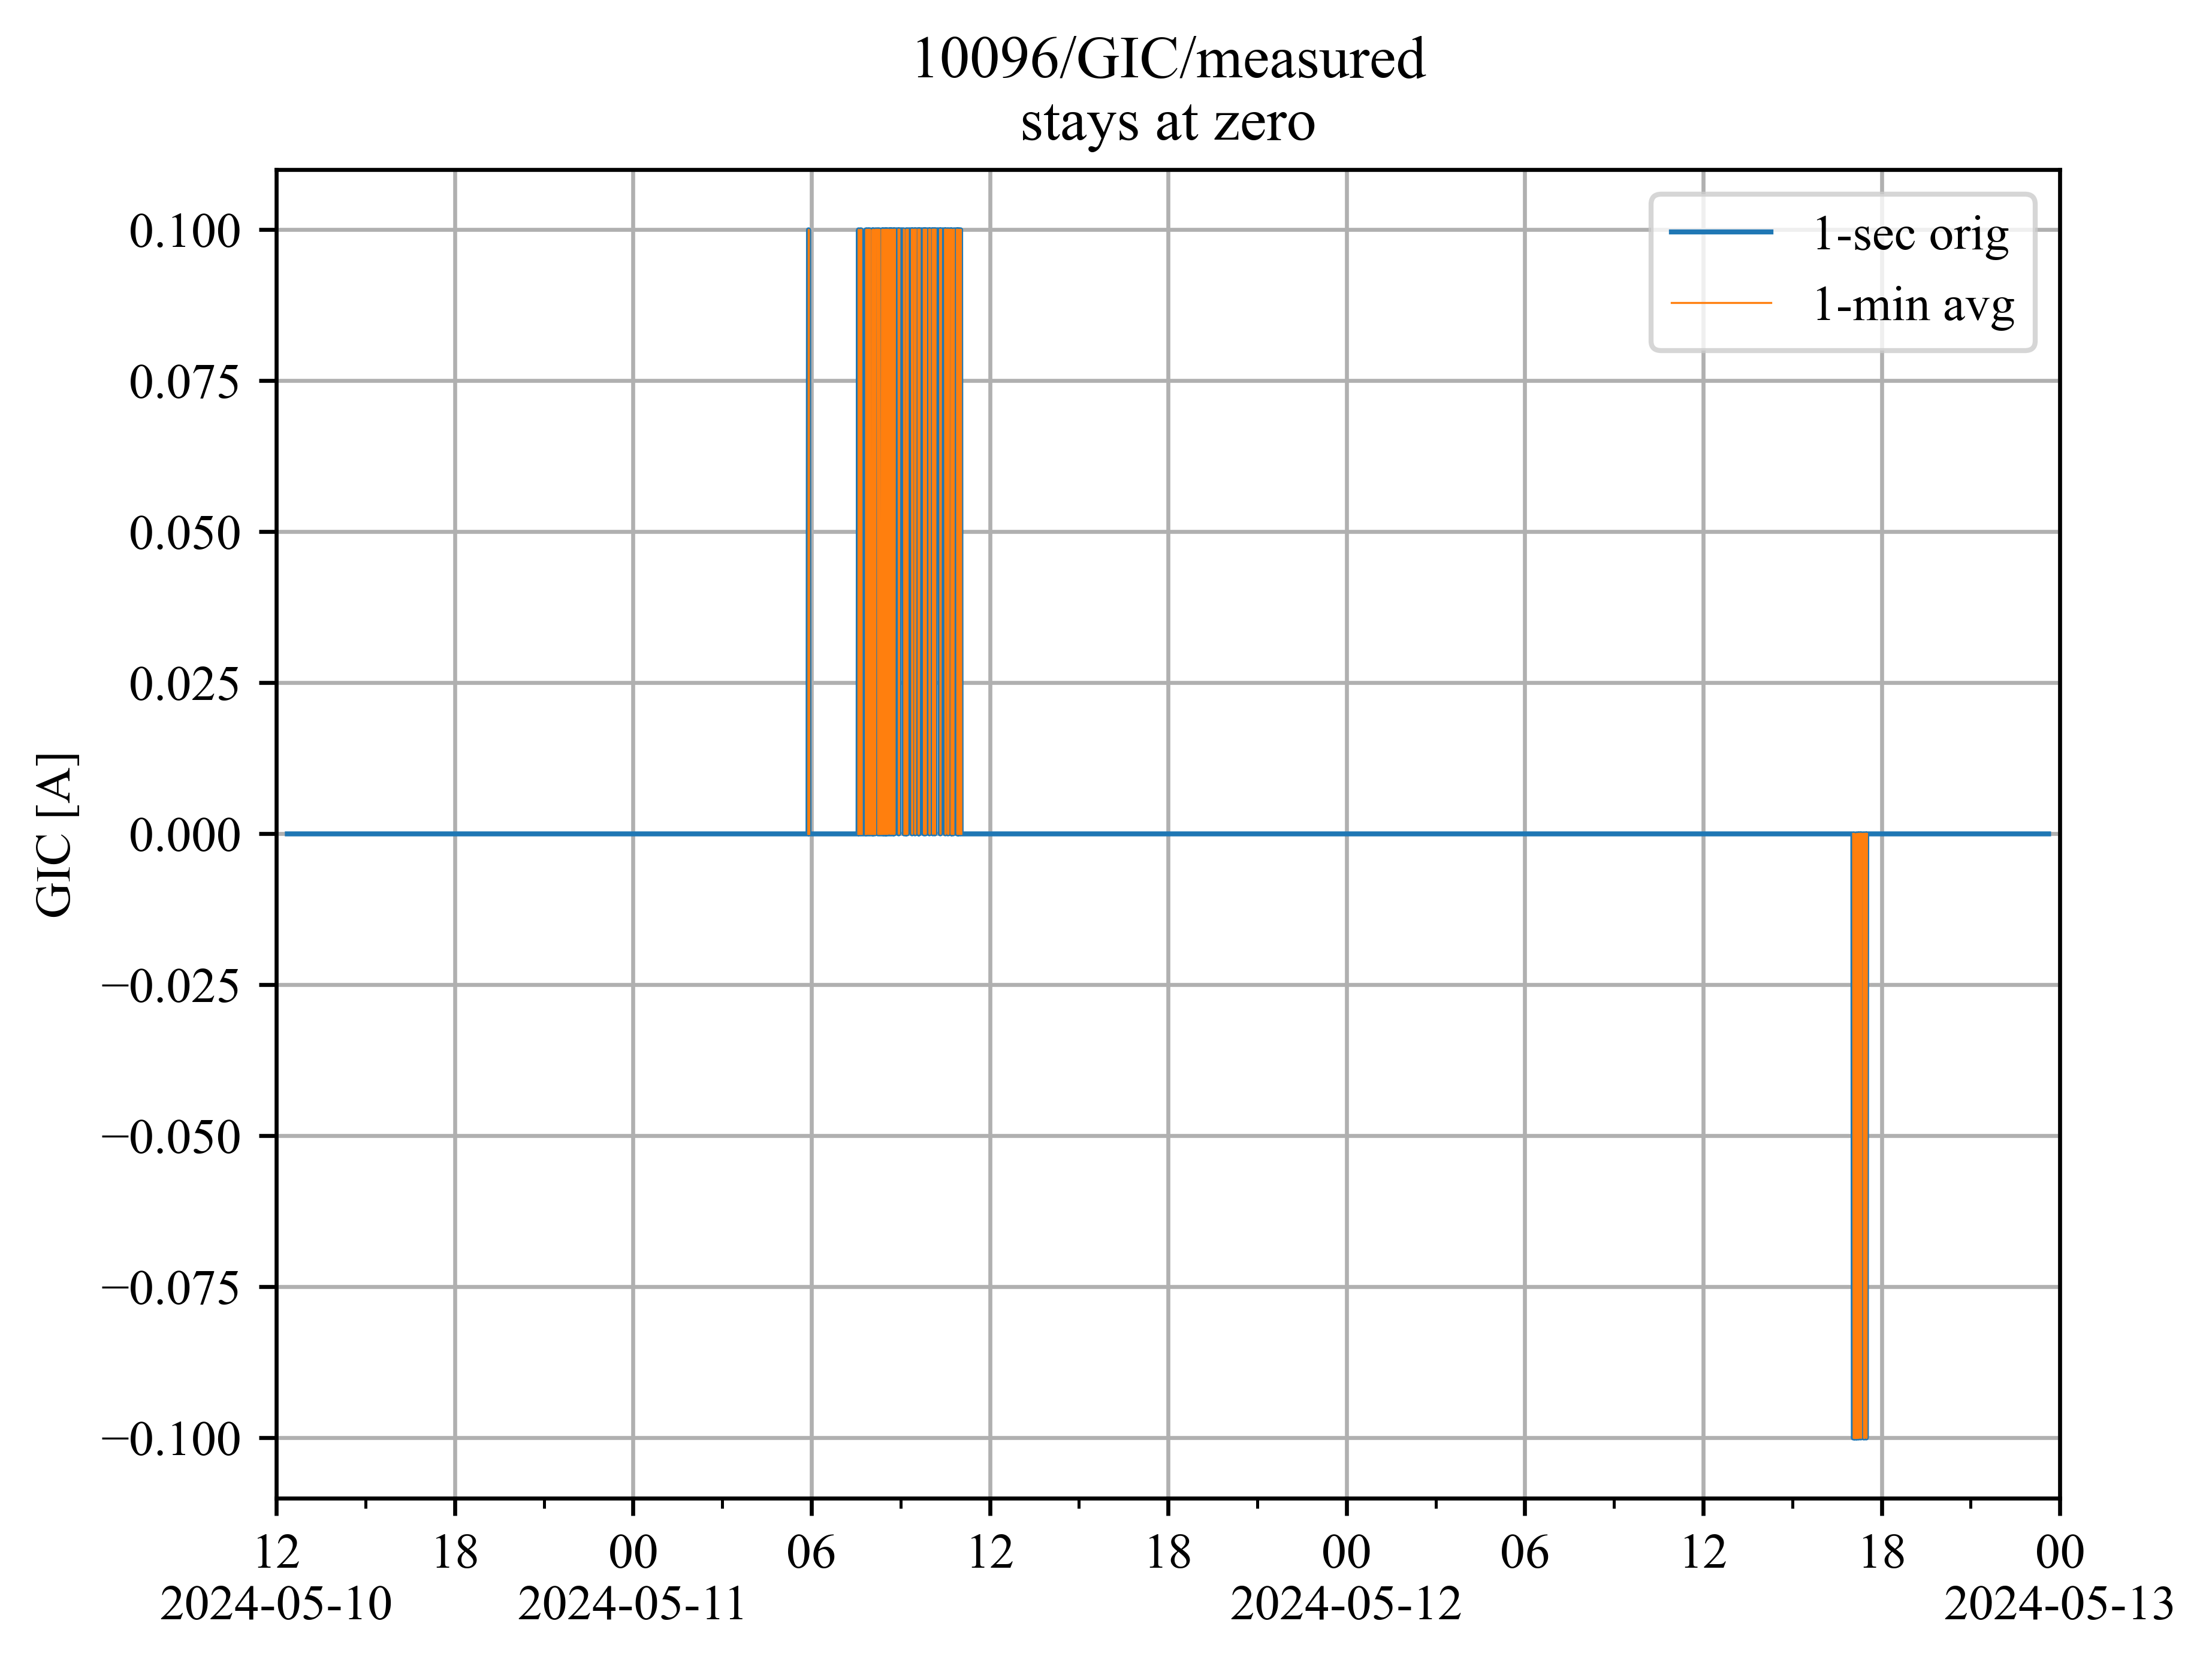 10096/GIC/measured
stays at zero
1-sec orig
1-min avg
GIC [A]
0.100
0.075
0.050
0.025
0.000
−0.025
−0.050
−0.075
−0.100
12 18 00 06 12 18 00 06 12 18 00
2024-05-10 2024-05-11 2024-05-12 2024-05-13